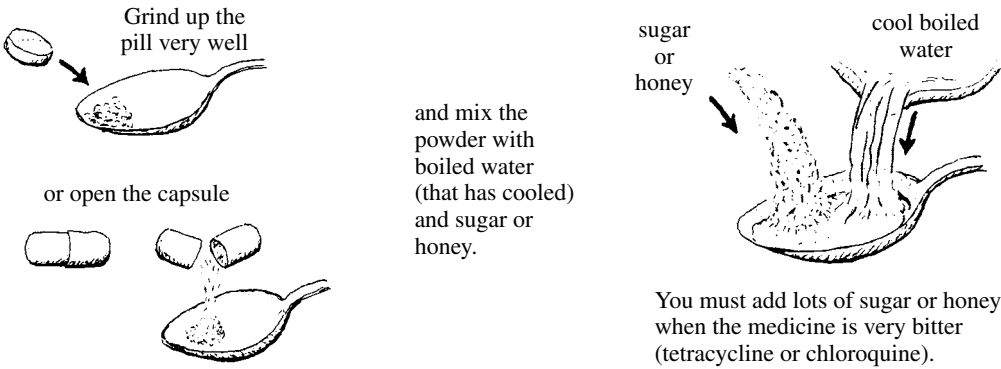 Grind up the
pill very well
or open the capsule
and mix the
powder with
boiled water
(that has cooled)
and sugar or
honey.
sugar
or
honey
cool boiled
water
You must add lots of sugar or honey
when the medicine is very bitter
(tetracycline or chloroquine).